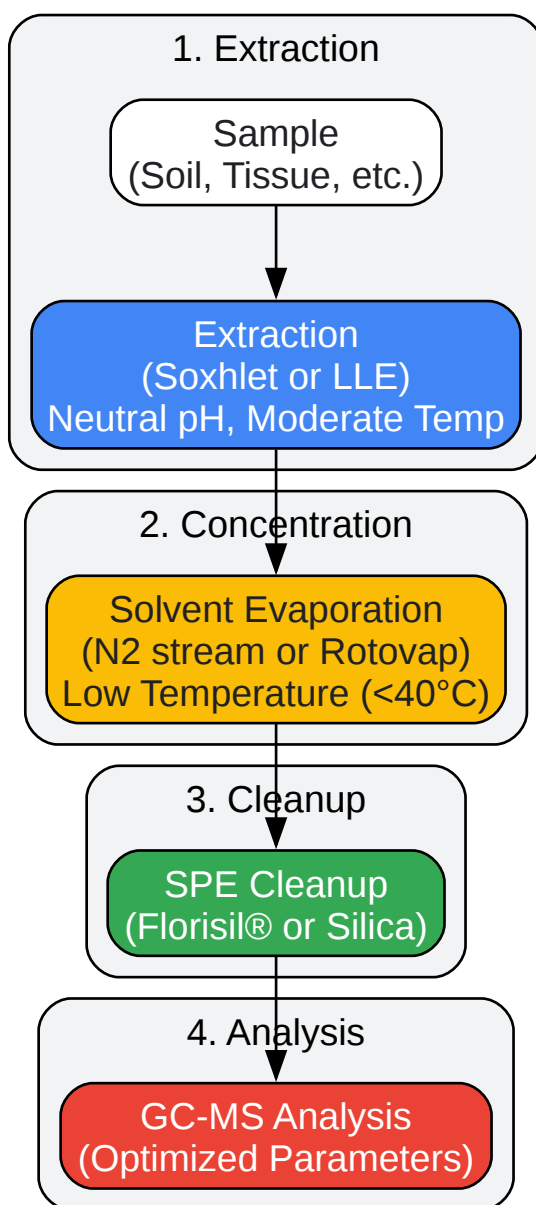 1. Extraction
Sample
(Soil, Tissue, etc.)
Extraction
(Soxhlet or LLE)
Neutral pH, Moderate Temp
2. Concentration
Solvent Evaporation
(N2 stream or Rotovap)
Low Temperature (<40°C)
3. Cleanup
SPE Cleanup
(Florisil® or Silica)
4. Analysis
GC-MS Analysis
(Optimized Parameters)